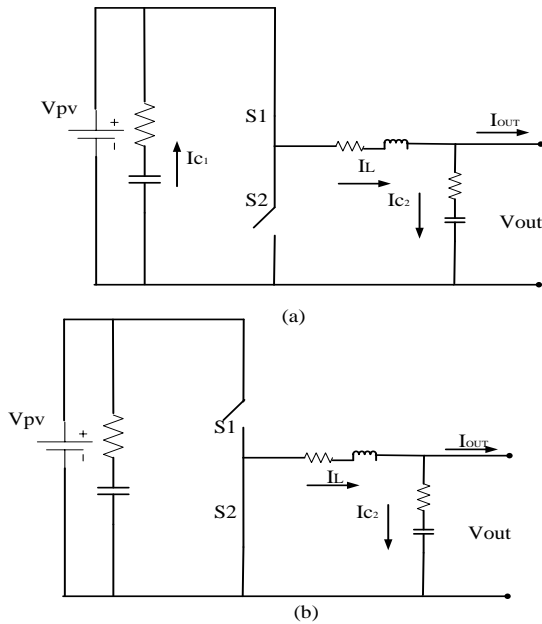 Vpv
+
−
Ic1
S1
S2
IL
IOUT
Ic2
Vout
(a)
Vpv
+
−
S1
S2
IL
IOUT
Ic2
Vout
(b)